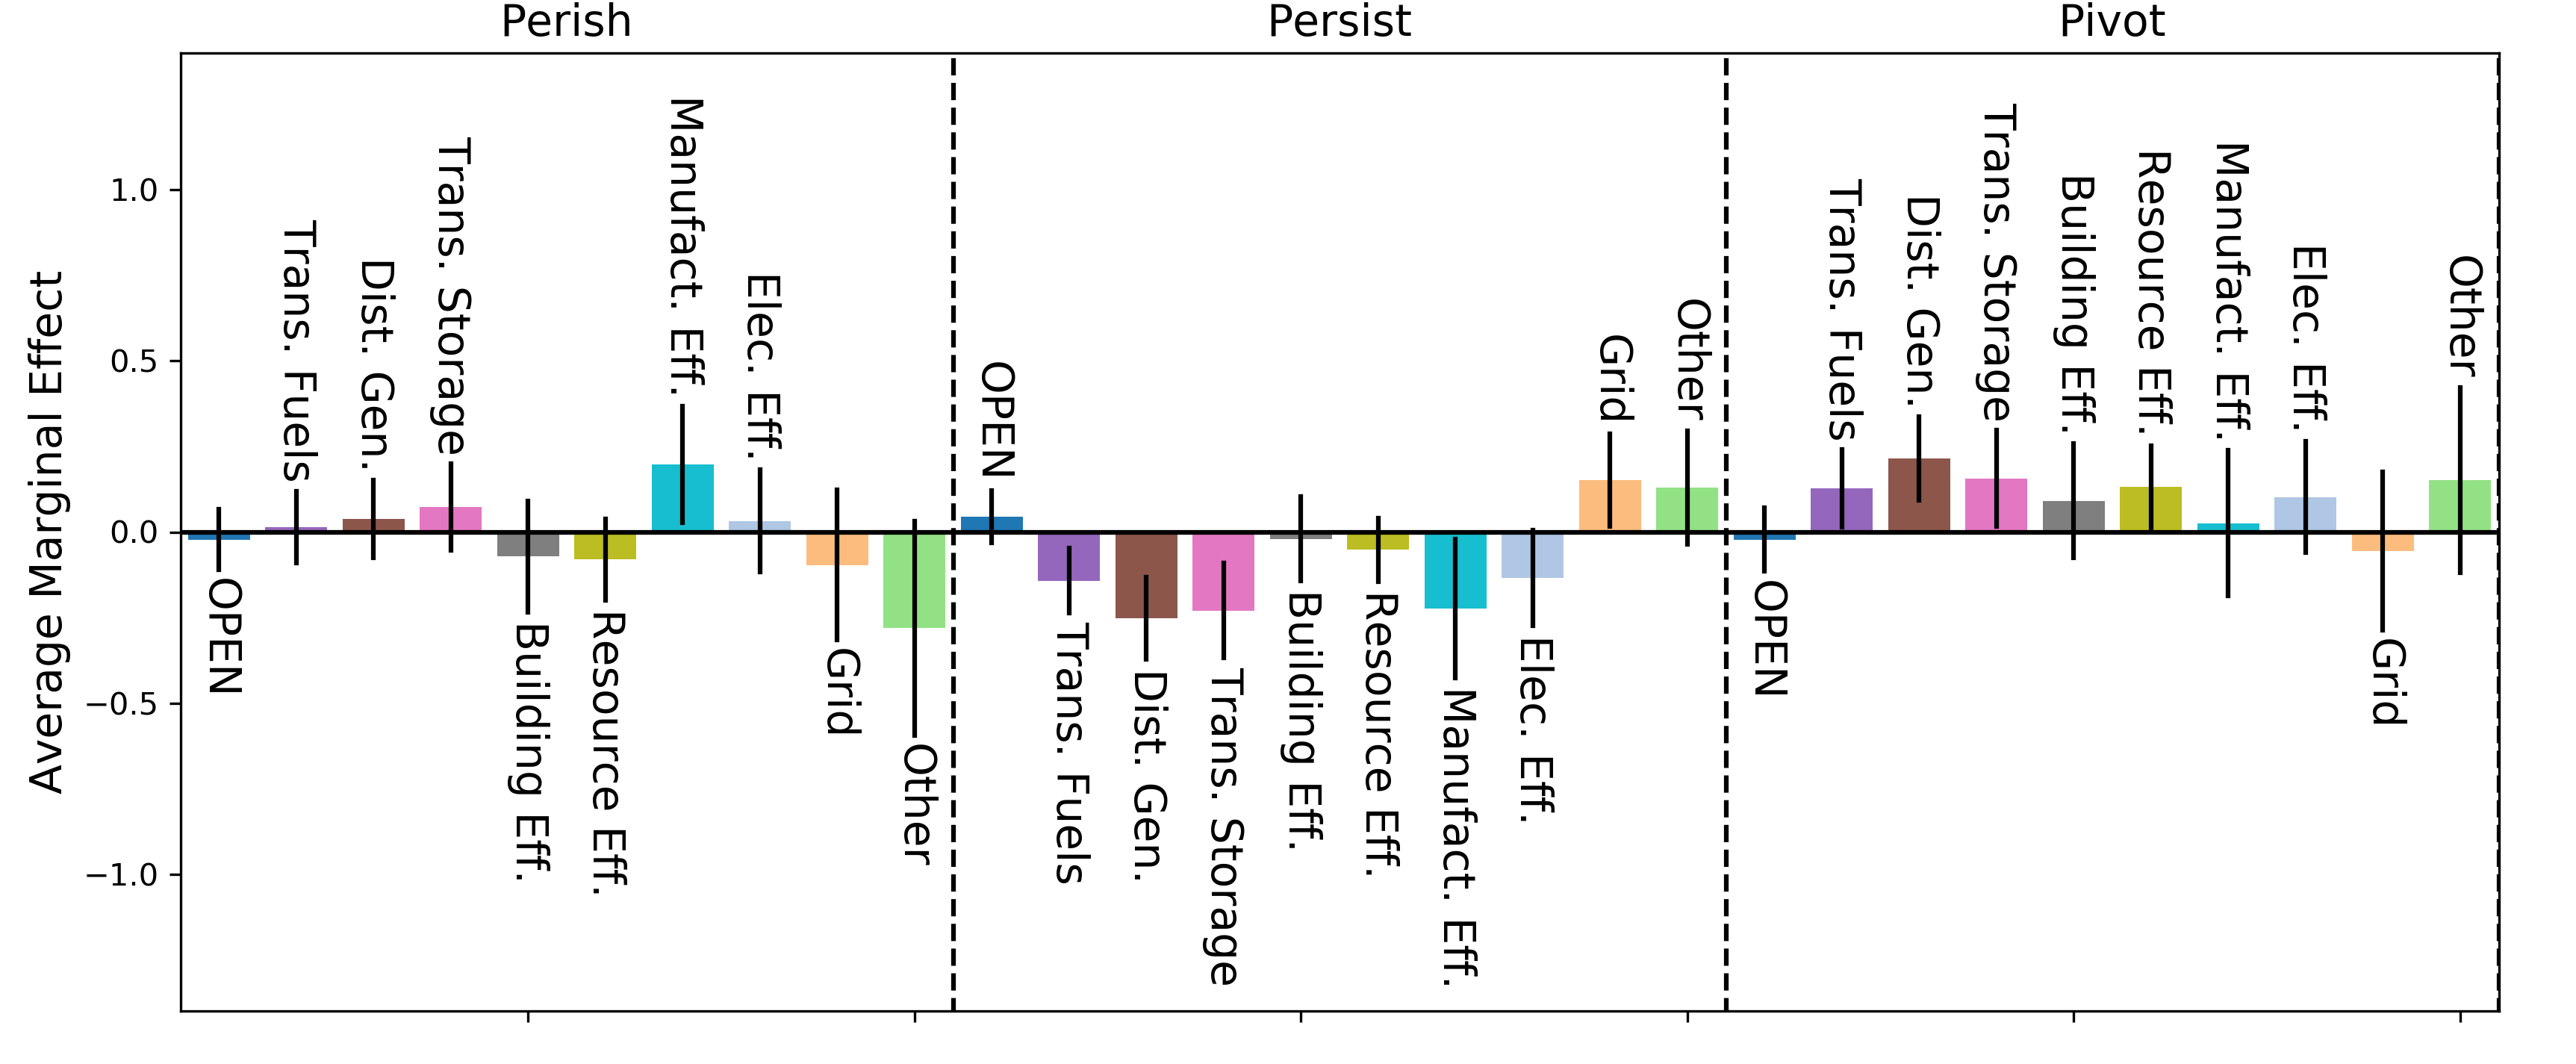 Perish
Persist
Pivot
Average Marginal Effect
1.0
0.5
0.0
−0.5
−1.0
OPEN
Trans. Fuels
Dist. Gen.
Trans. Storage
Building Eff.
Resource Eff.
Manufact. Eff.
Elec. Eff.
Grid
Other
OPEN
Trans. Fuels
Dist. Gen.
Trans. Storage
Building Eff.
Resource Eff.
Manufact. Eff.
Elec. Eff.
Grid
Other
OPEN
Trans. Fuels
Dist. Gen.
Trans. Storage
Building Eff.
Resource Eff.
Manufact. Eff.
Elec. Eff.
Grid
Other